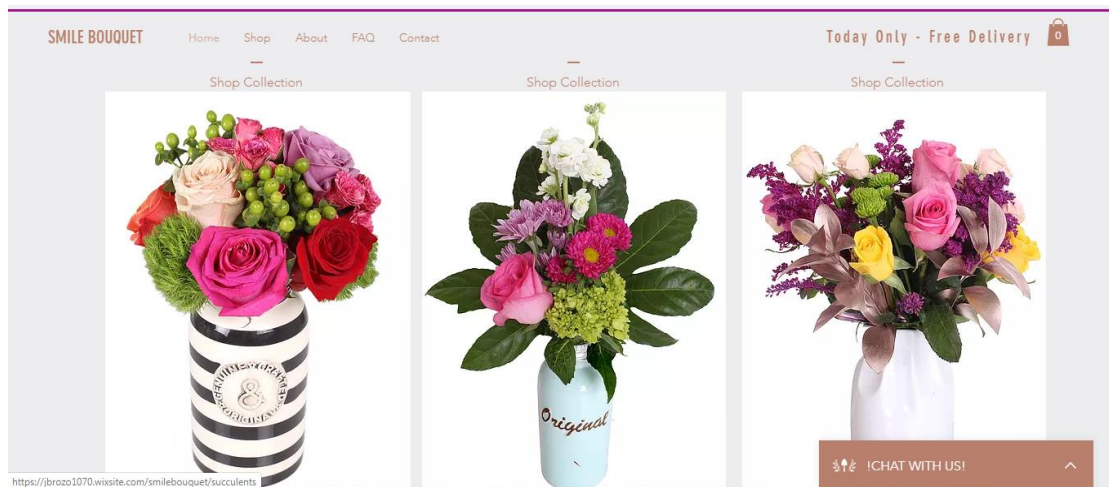 SMILE BOUQUET
Home Shop About FAQ Contact
Today Only - Free Delivery
0
Shop Collection
Shop Collection
Shop Collection
GENUINE CRAFTED
&
ORIGINAL
Original
!CHAT WITH US!
https://jbrozo1070.wixsite.com/smilebouquet/succulents